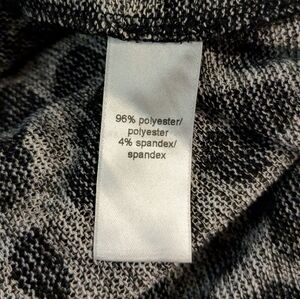 96% polyester/
polyester
4% spandex/
spandex